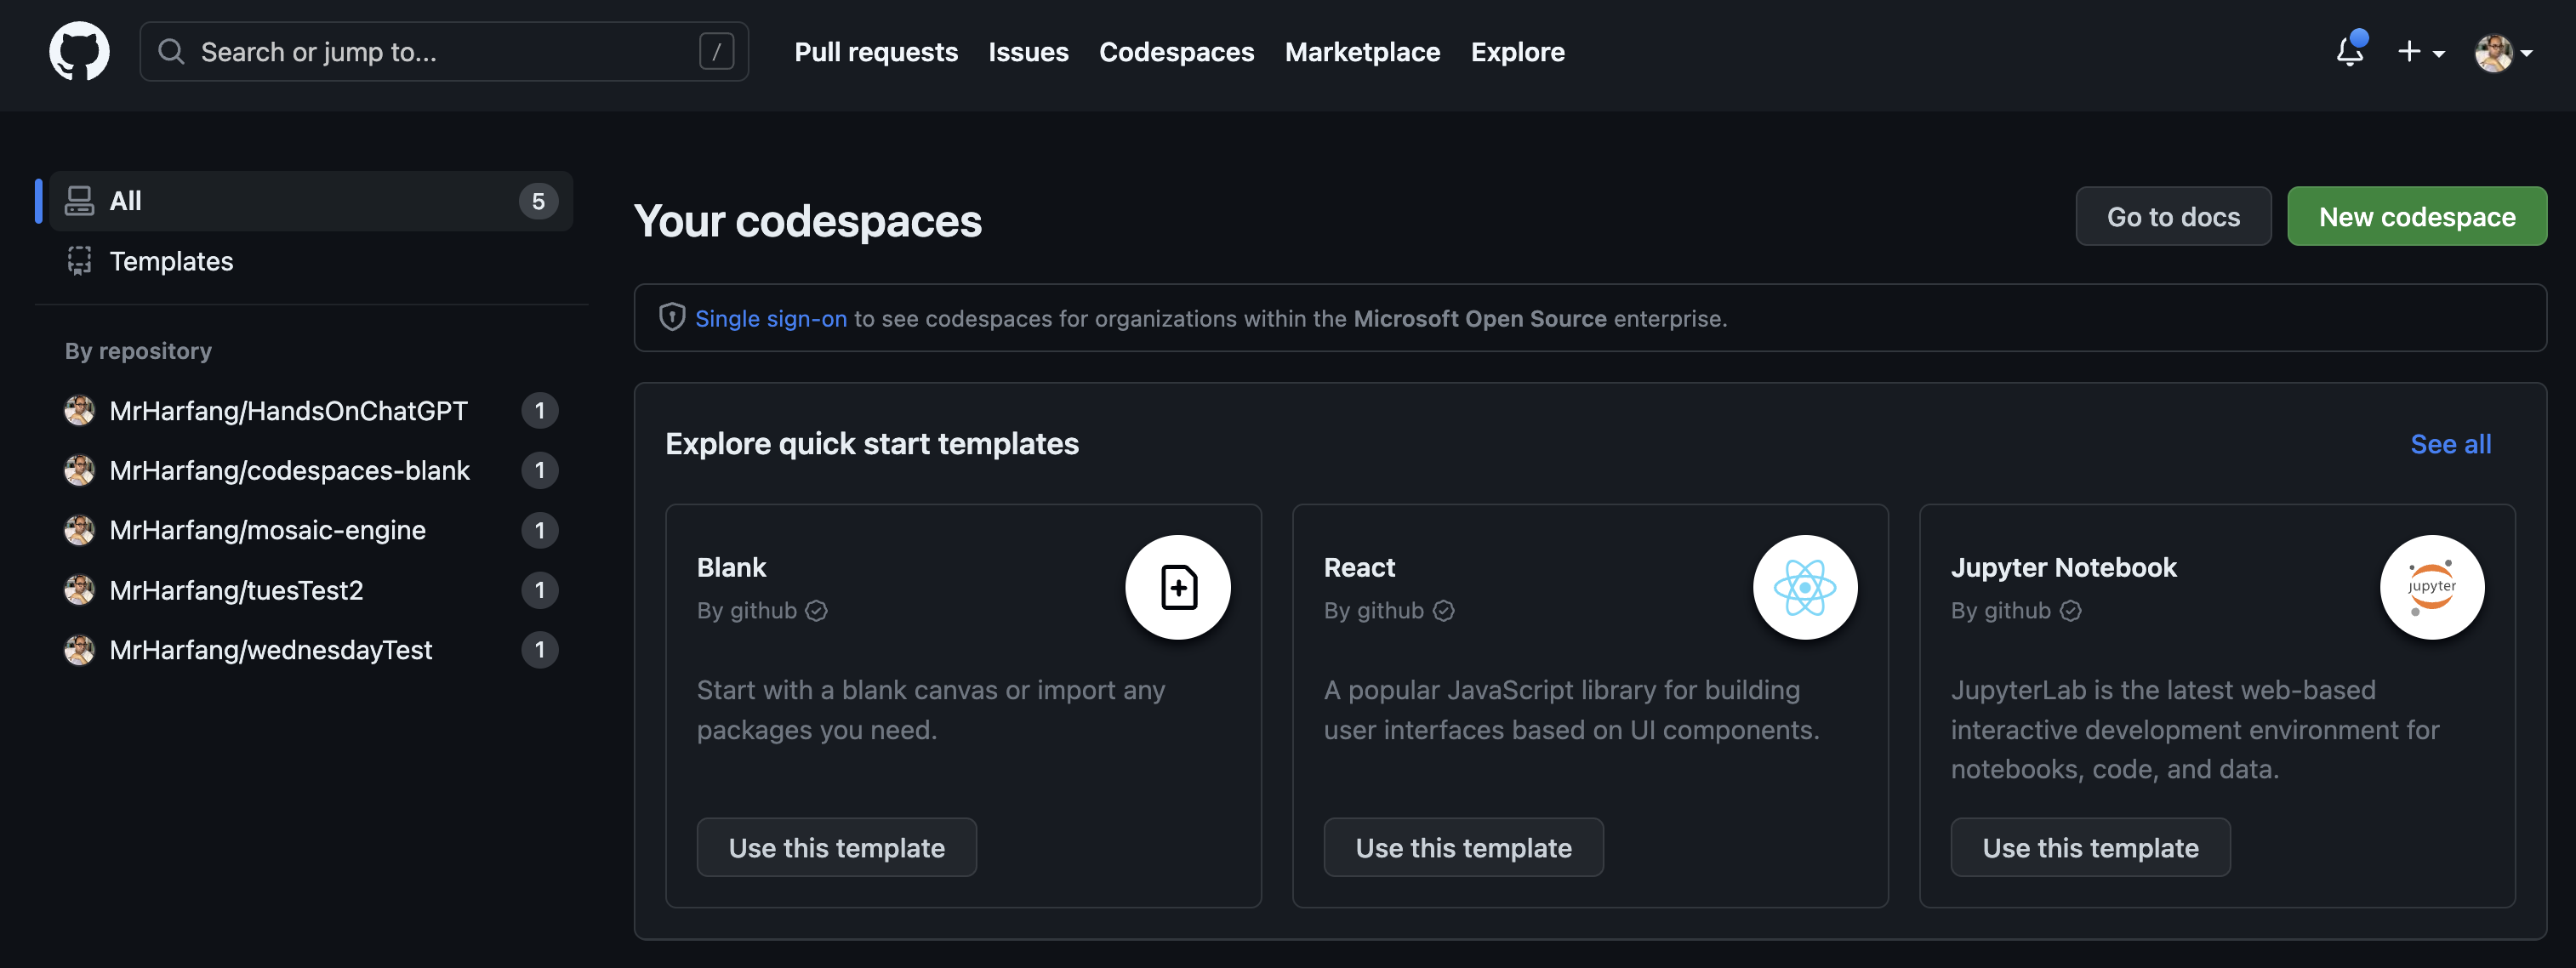 Search or jump to... /
Pull requests Issues Codespaces Marketplace Explore
All 5
Templates
By repository
MrHarfang/HandsOnChatGPT 1
MrHarfang/codespaces-blank 1
MrHarfang/mosaic-engine 1
MrHarfang/tuesTest2 1
MrHarfang/wednesdayTest 1
Your codespaces
Go to docs
New codespace
Single sign-on to see codespaces for organizations within the Microsoft Open Source enterprise.
Explore quick start templates
See all
Blank
By github
Start with a blank canvas or import any
packages you need.
Use this template
React
By github
A popular JavaScript library for building
user interfaces based on UI components.
Use this template
Jupyter Notebook
By github
jupyter
JupyterLab is the latest web-based
interactive development environment for
notebooks, code, and data.
Use this template